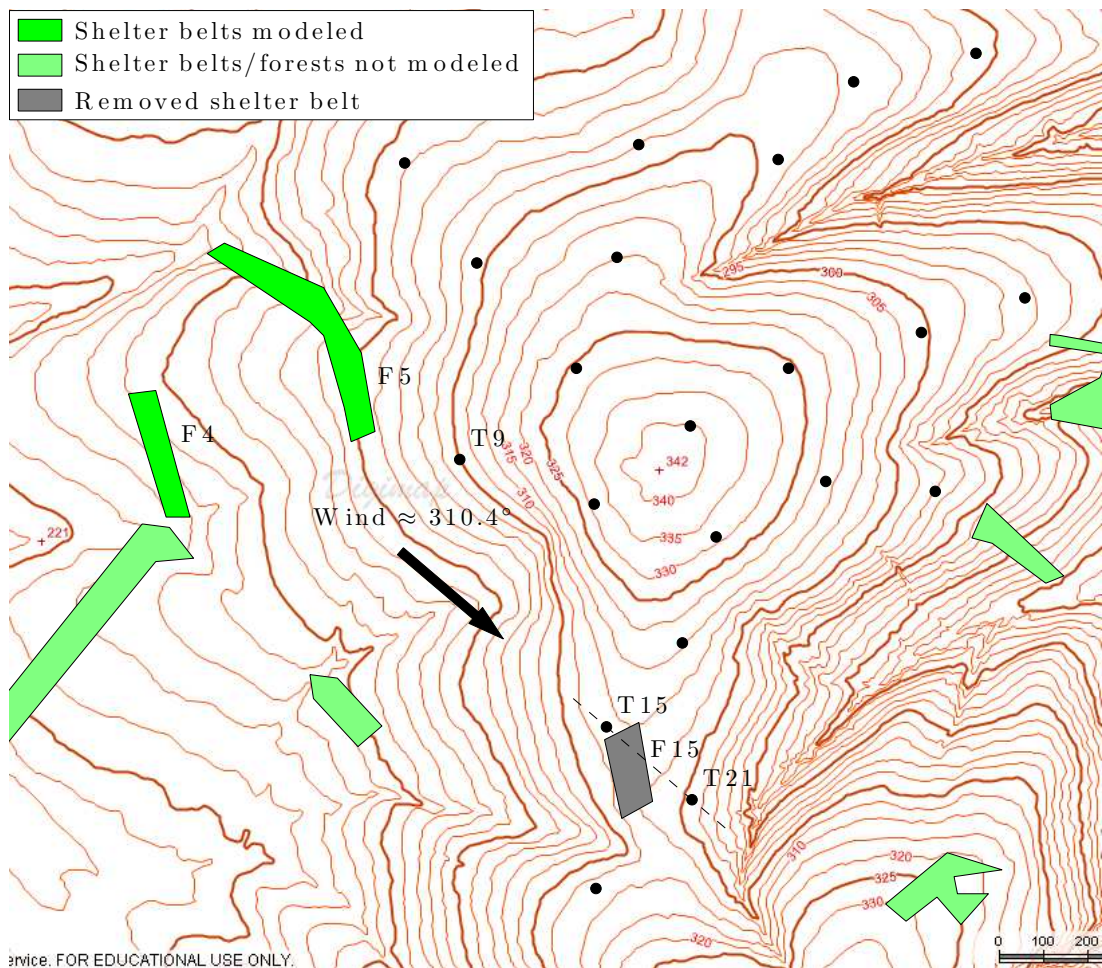 Shelter belts modeled
Shelter belts/forests not modeled
Removed shelter belt
295
300
305
F5
F4
T9
315
320
325
310
342
340
335
330
Digimap
Wind ≈ 310.4°
221
T15
F15
T21
310
320
325
330
320
ervice. FOR EDUCATIONAL USE ONLY.
0 100 200